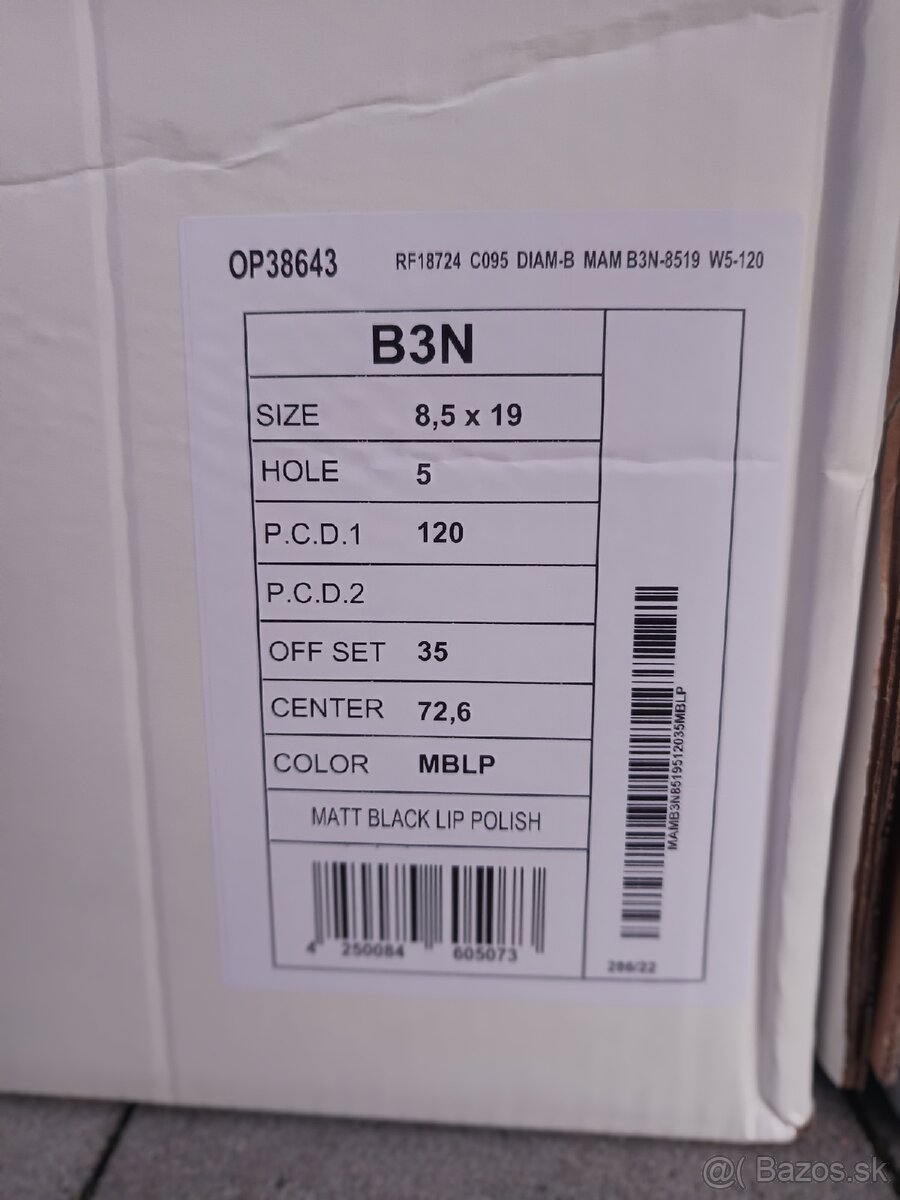 OP38643 RF18724 C095 DIAM-B MAM B3N-8519 W5-120
B3N
SIZE 8,5 x 19
HOLE 5
P.C.D.1 120
P.C.D.2
OFF SET 35
CENTER 72,6
COLOR MBLP
MATT BLACK LIP POLISH
4 250084 605073
MAMB3N8519512035MBLP
286/22
@( Bazos.sk